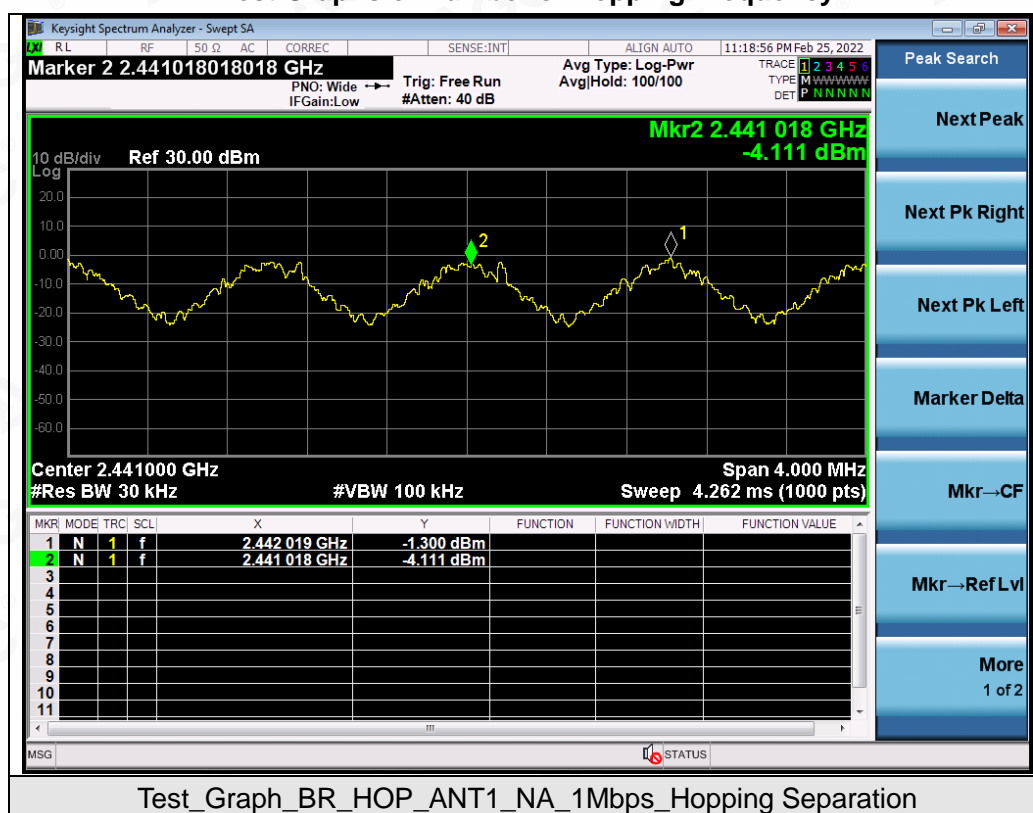 Keysight Spectrum Analyzer - Swept SA
LXI RL RF 50 Ω AC CORREC SENSE:INT ALIGN AUTO 11:18:56 PM Feb 25, 2022
Marker 2 2.441018018018 GHz
PNO: Wide
IFGain:Low
Trig: Free Run
#Atten: 40 dB
Avg Type: Log-Pwr
Avg|Hold: 100/100
TRACE 1 2 3 4 5 6
TYPE M WWWWW
DET P N N N N N
Mkr2 2.441 018 GHz
-4.111 dBm
10 dB/div Ref 30.00 dBm
Log
20.0
10.0
0.00
-10.0
-20.0
-30.0
-40.0
-50.0
-60.0
2
1
Center 2.441000 GHz Span 4.000 MHz
#Res BW 30 kHz #VBW 100 kHz Sweep 4.262 ms (1000 pts)
MKR MODE TRC SCL X Y FUNCTION FUNCTION WIDTH FUNCTION VALUE
1 N 1 f 2.442 019 GHz -1.300 dBm
2 N 1 f 2.441 018 GHz -4.111 dBm
3
4
5
6
7
8
9
10
11
MSG STATUS
Peak Search
Next Peak
Next Pk Right
Next Pk Left
Marker Delta
Mkr→CF
Mkr→Ref Lvl
More
1 of 2
Test_Graph_BR_HOP_ANT1_NA_1Mbps_Hopping Separation